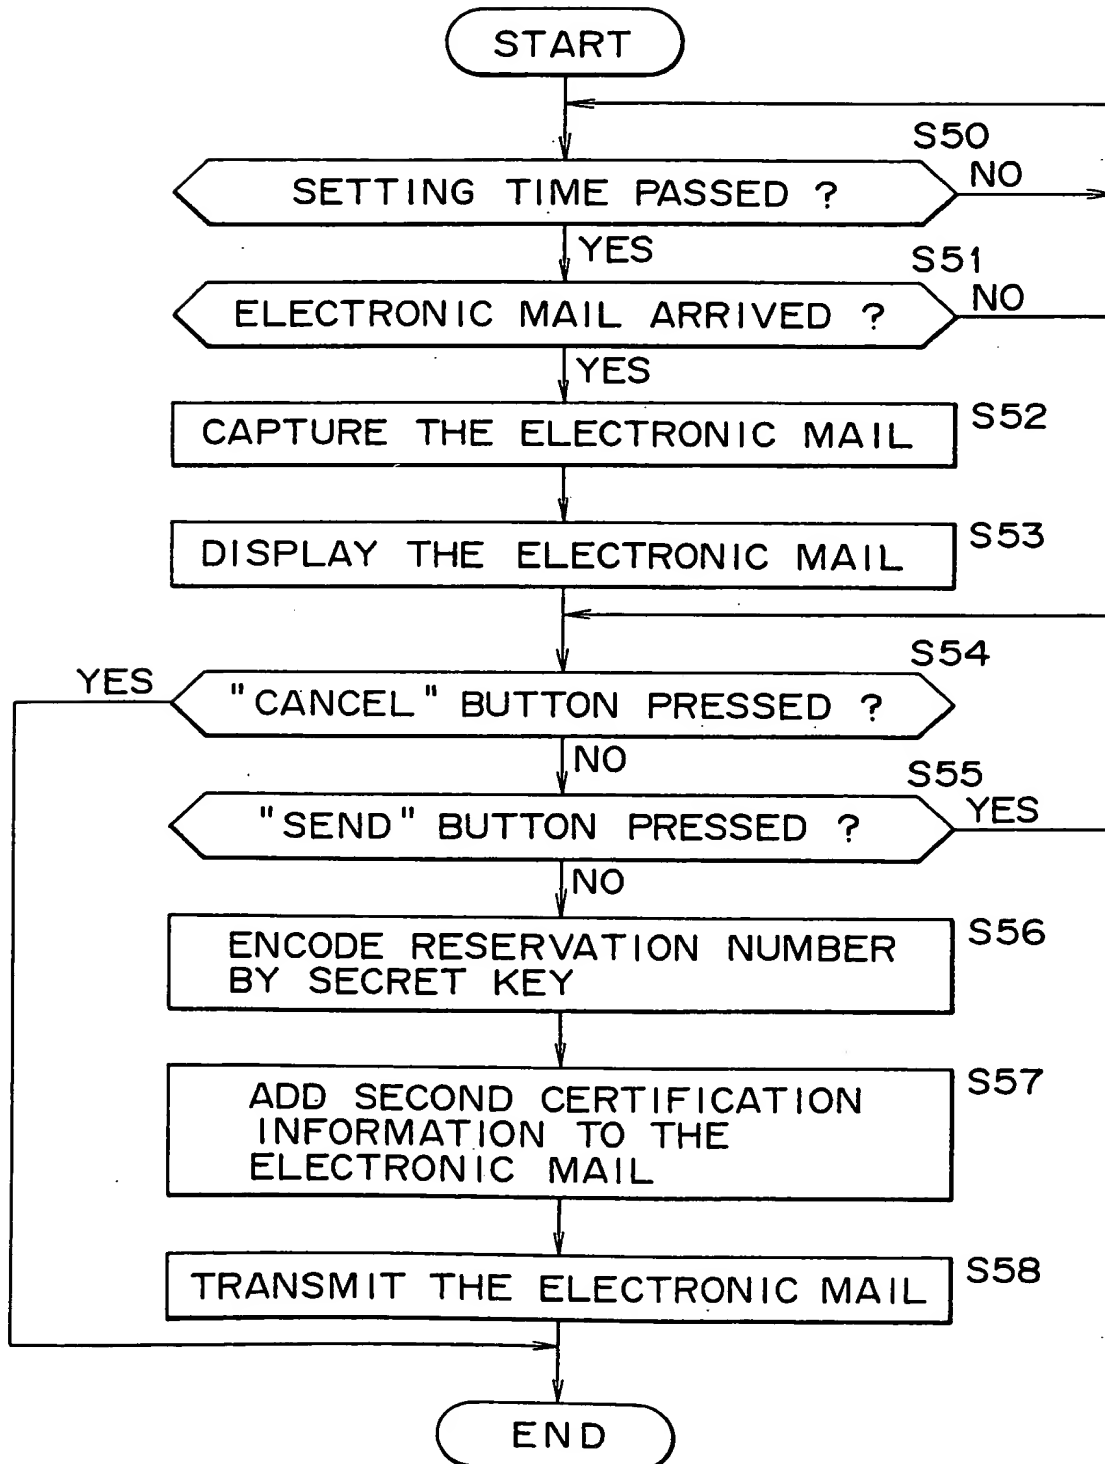 START
S50
SETTING TIME PASSED ?
NO
YES
S51
ELECTRONIC MAIL ARRIVED ?
NO
YES
CAPTURE THE ELECTRONIC MAIL
S52
DISPLAY THE ELECTRONIC MAIL
S53
S54
YES
"CANCEL" BUTTON PRESSED ?
NO
S55
"SEND" BUTTON PRESSED ?
YES
NO
ENCODE RESERVATION NUMBER
BY SECRET KEY
S56
ADD SECOND CERTIFICATION
INFORMATION TO THE
ELECTRONIC MAIL
S57
TRANSMIT THE ELECTRONIC MAIL
S58
END